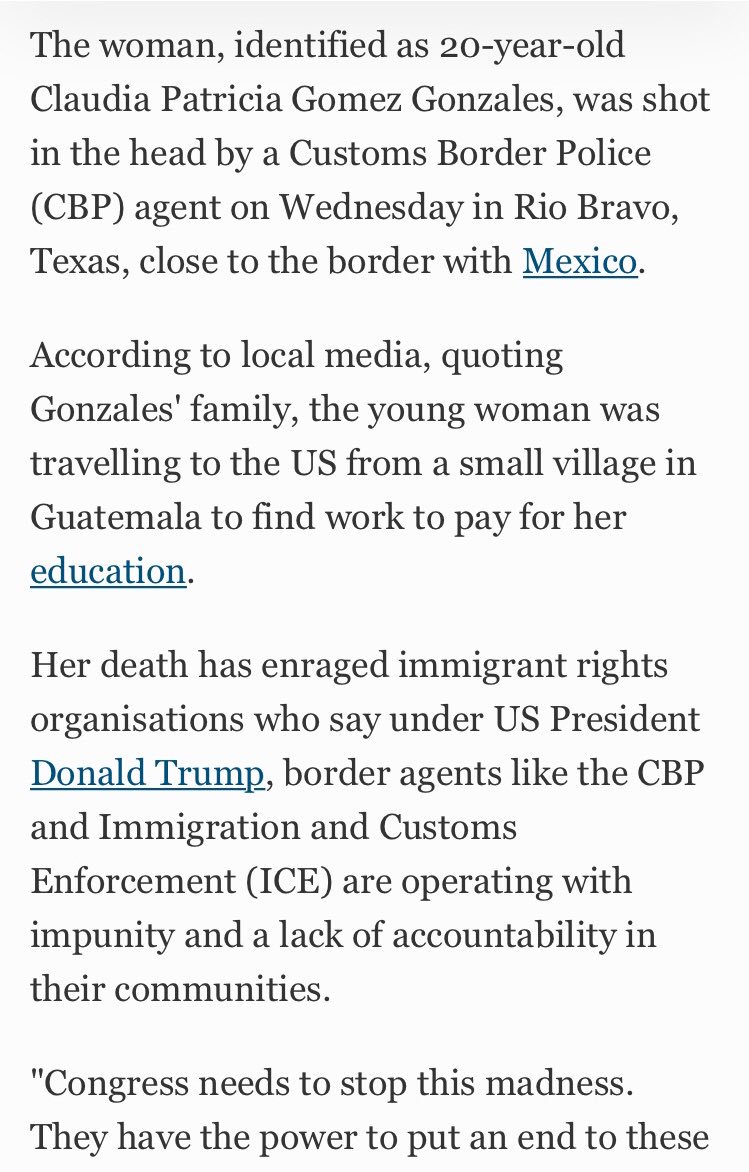 The woman, identified as 20-year-old
Claudia Patricia Gomez Gonzales, was shot
in the head by a Customs Border Police
(CBP) agent on Wednesday in Rio Bravo,
Texas, close to the border with Mexico.
According to local media, quoting
Gonzales' family, the young woman was
travelling to the US from a small village in
Guatemala to find work to pay for her
education.
Her death has enraged immigrant rights
organisations who say under US President
Donald Trump, border agents like the CBP
and Immigration and Customs
Enforcement (ICE) are operating with
impunity and a lack of accountability in
their communities.
"Congress needs to stop this madness.
They have the power to put an end to these